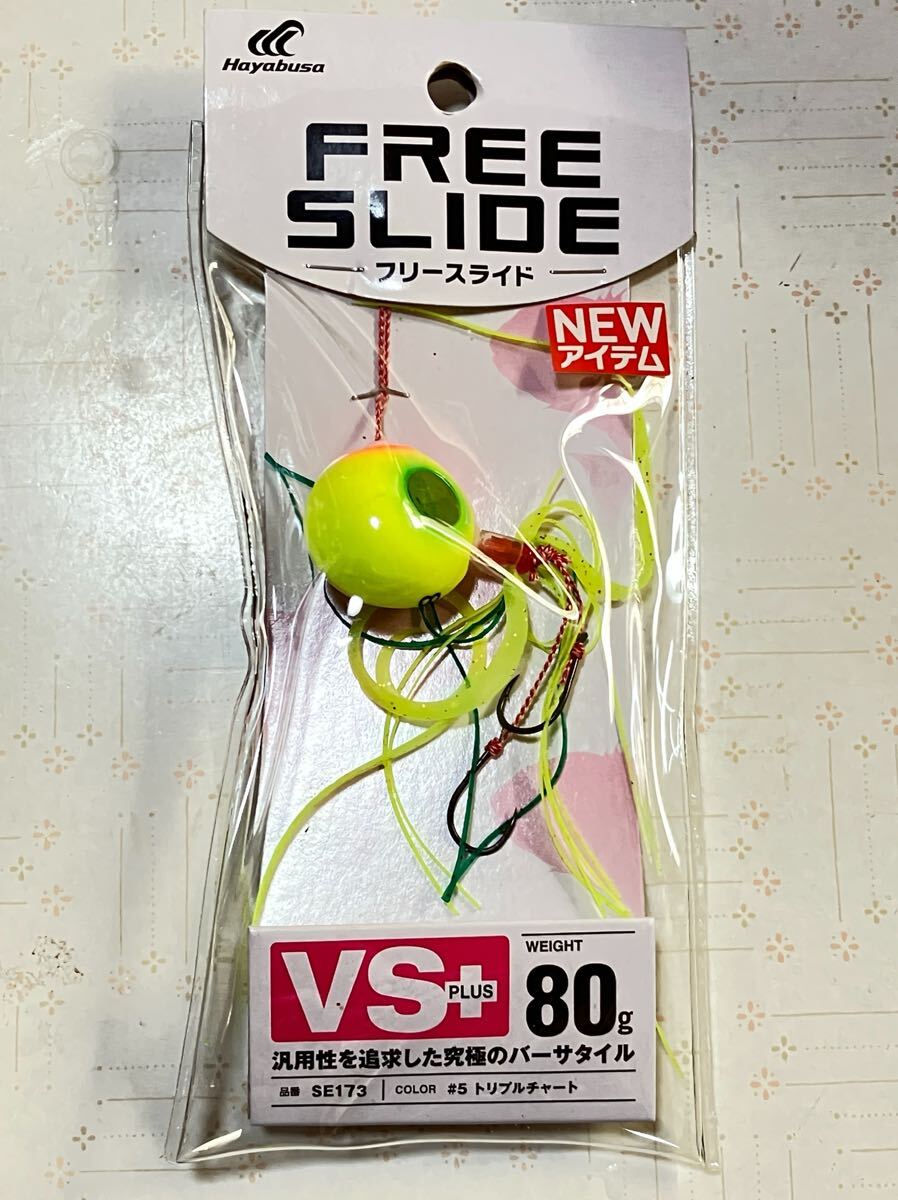 Hayabusa
FREE
SLIDE
フリースライド
NEW
アイテム
VS+
PLUS
WEIGHT
80g
汎用性を追求した究極のバーサタイル
品番 SE173 | COLOR #5 トリプルチャート